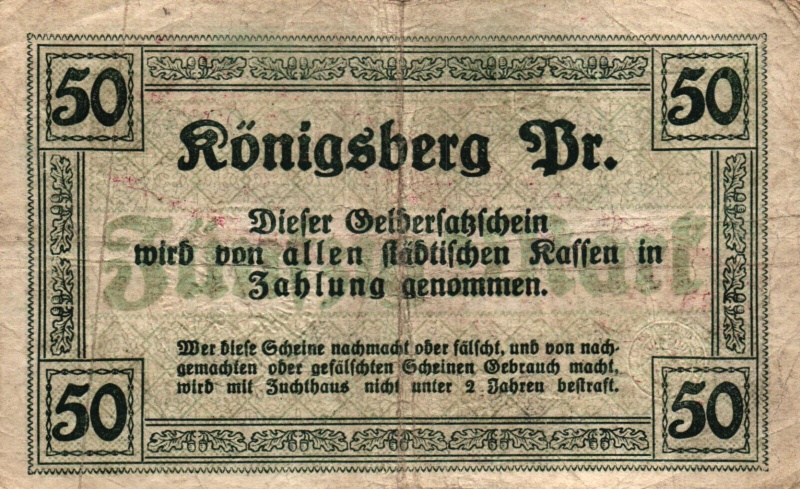 50 50
Königsberg Pr.
Fünfzig Mark
Dieser Geldersatzschein
wird von allen städtischen Kassen in
Zahlung genommen.
Wer diese Scheine nachmacht oder fälscht, und von nach-
gemachten oder gefälschten Scheinen Gebrauch macht,
wird mit Zuchthaus nicht unter 2 Jahren bestraft.
50 50